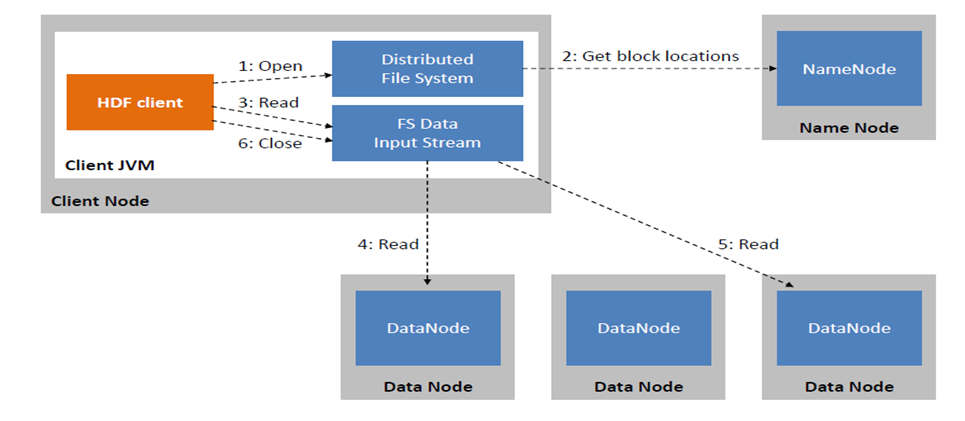 Distributed
File System
1: Open
2: Get block locations
NameNode
HDF client
3: Read
6: Close
FS Data
Input Stream
Name Node
Client JVM
Client Node
4: Read
5: Read
DataNode
DataNode
DataNode
Data Node
Data Node
Data Node